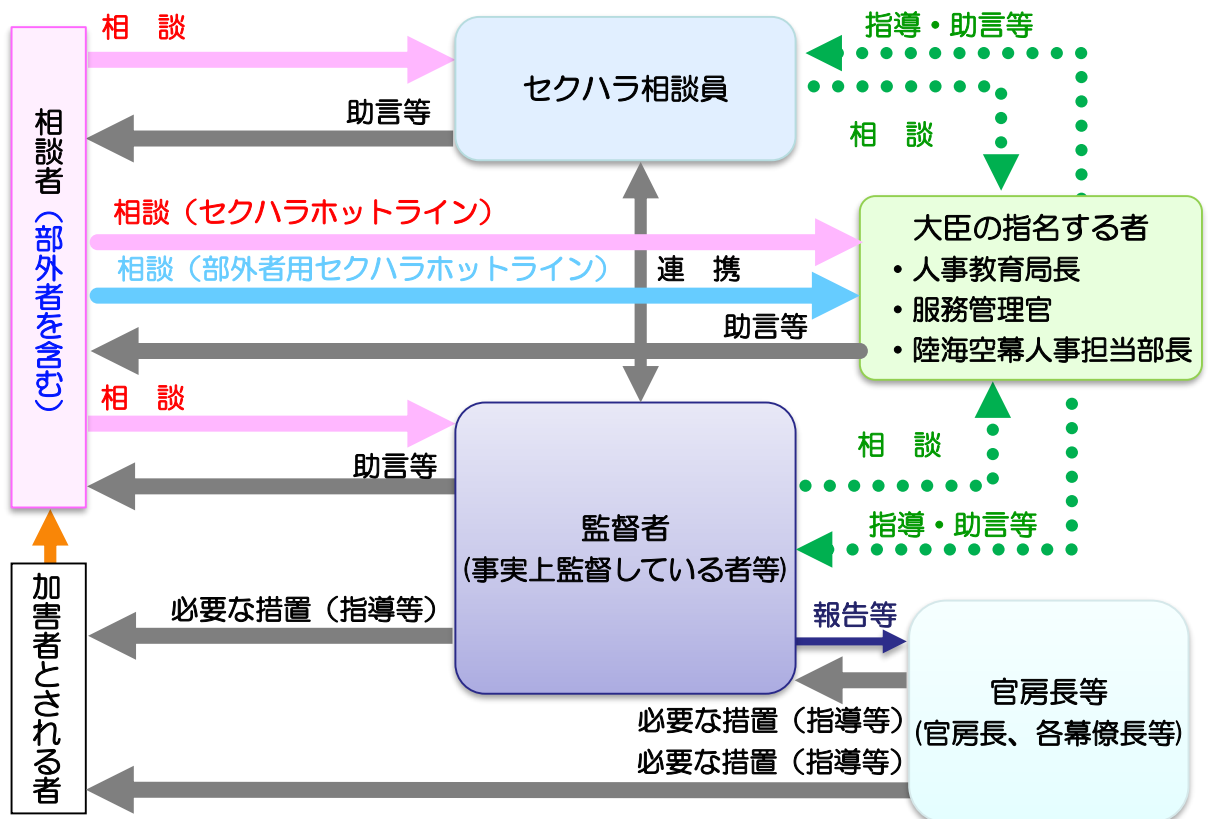 相　談
指導・助言等
セクハラ相談員
助言等
相　談
相談者（部外者を含む）
相談（セクハラホットライン）
大臣の指名する者
・人事教育局長
・服務管理官
・陸海空幕人事担当部長
相談（部外者用セクハラホットライン）
連　携
助言等
相　談
相　談
助言等
指導・助言等
監督者
(事実上監督している者等)
加害者とされる者
必要な措置（指導等）
報告等
官房長等
(官房長、各幕僚長等)
必要な措置（指導等）
必要な措置（指導等）